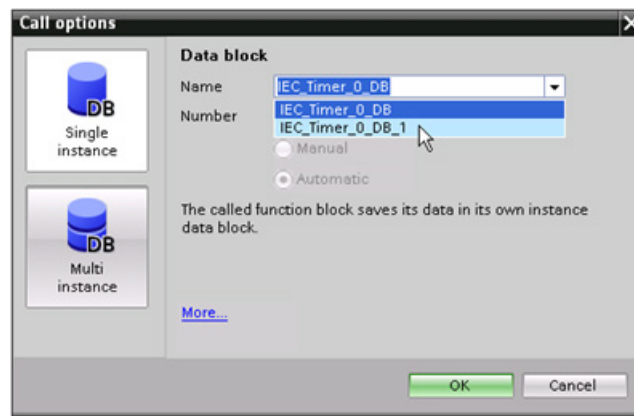 Call options
DB
Single
instance
DB
Multi
instance
Data block
Name
IEC_Timer_0_DB
IEC_Timer_0_DB
IEC_Timer_0_DB_1
Number
Manual
Automatic
The called function block saves its data in its own instance
data block.
More...
OK
Cancel